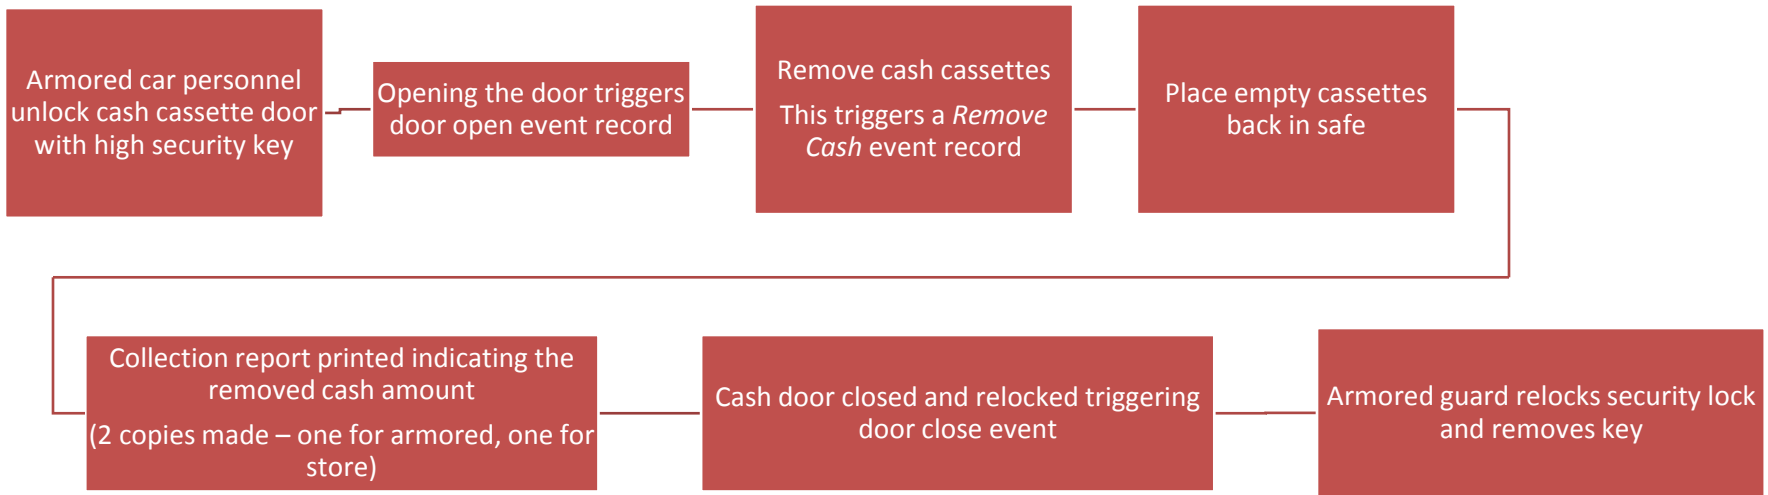 Armored car personnel
unlock cash cassette door
with high security key
Opening the door triggers
door open event record
Remove cash cassettes
This triggers a Remove
Cash event record
Place empty cassettes
back in safe
Collection report printed indicating the
removed cash amount
(2 copies made – one for armored, one for
store)
Cash door closed and relocked triggering
door close event
Armored guard relocks security lock
and removes key